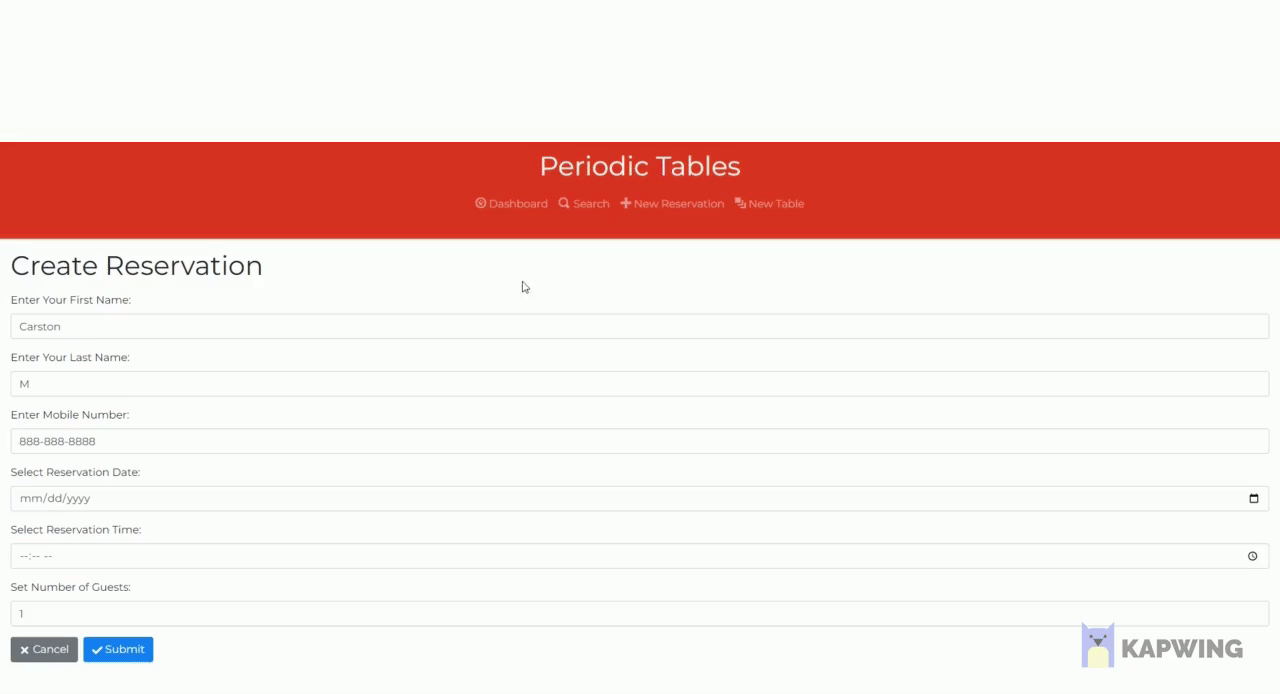 Periodic Tables
Dashboard Search New Reservation New Table
Create Reservation
Enter Your First Name:
Carston
Enter Your Last Name:
M
Enter Mobile Number:
888-888-8888
Select Reservation Date:
mm/dd/yyyy
Select Reservation Time:
--:-- --
Set Number of Guests:
1
Cancel Submit
KAPWING